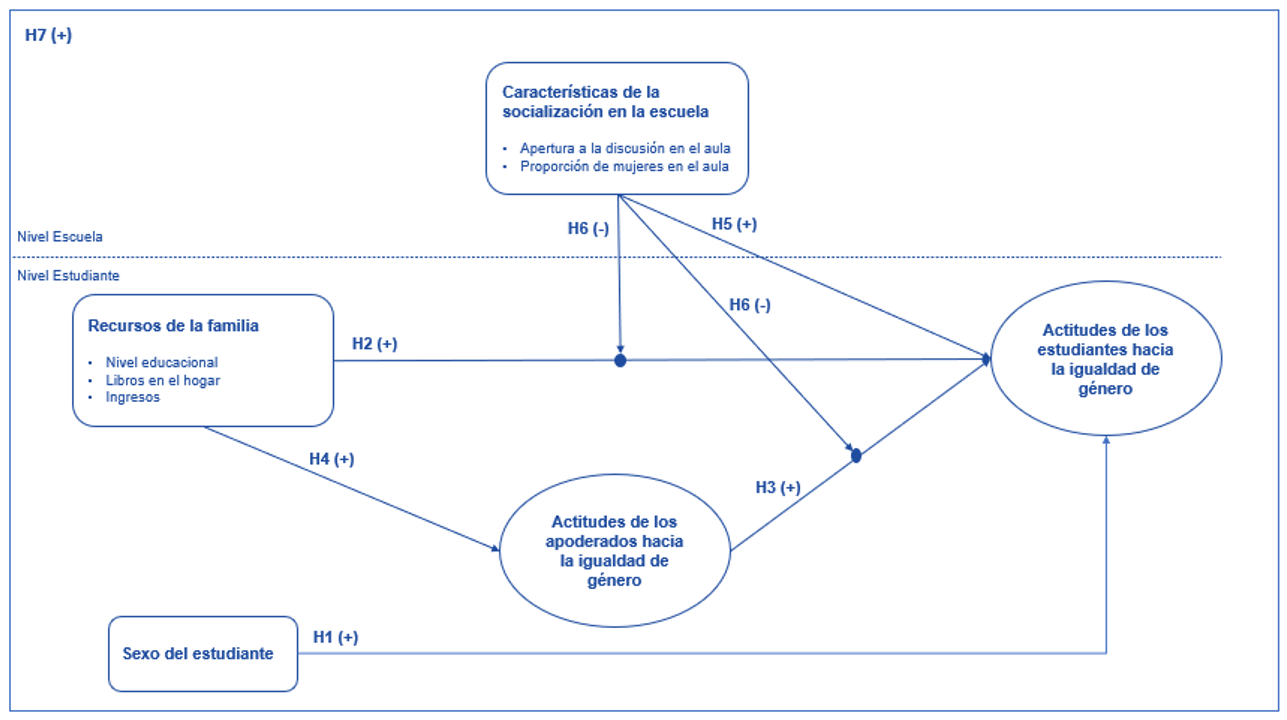 H7 (+)
Características de la
socialización en la escuela
• Apertura a la discusión en el aula
• Proporción de mujeres en el aula
H6 (-)
H5 (+)
Nivel Escuela
Nivel Estudiante
H6 (-)
Recursos de la familia
• Nivel educacional
• Libros en el hogar
• Ingresos
H2 (+)
Actitudes de los
estudiantes hacia
la igualdad de
género
H4 (+)
H3 (+)
Actitudes de los
apoderados hacia
la igualdad de
género
Sexo del estudiante
H1 (+)